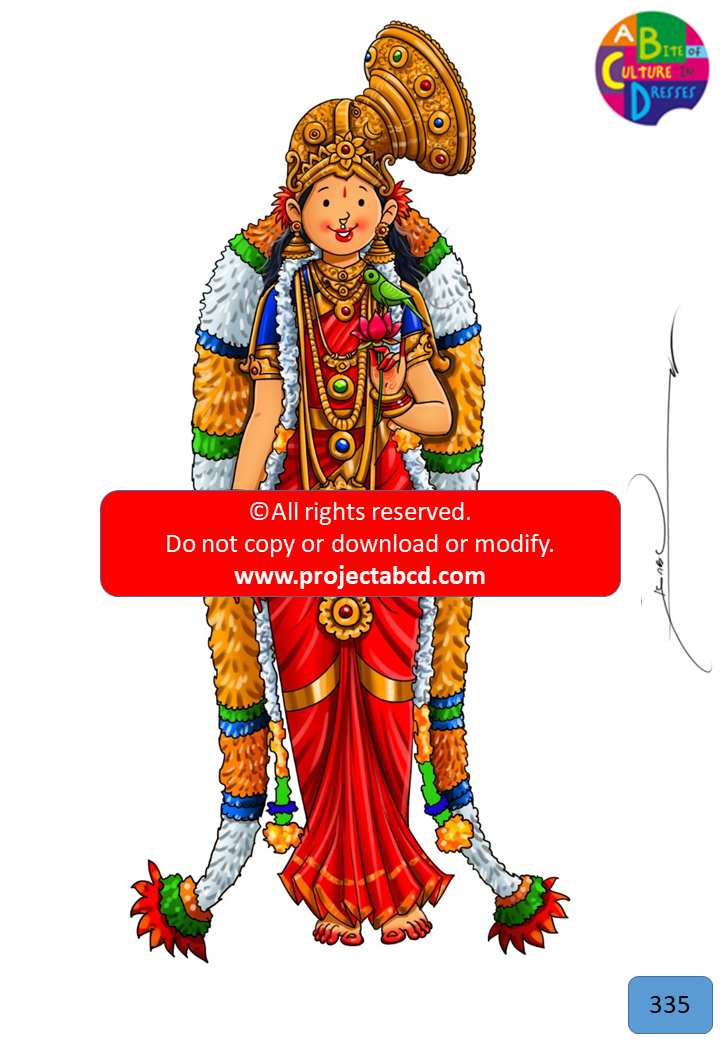 A BITE OF
CULTURE IN
DRESSES
©All rights reserved.
Do not copy or download or modify.
www.projectabcd.com
335